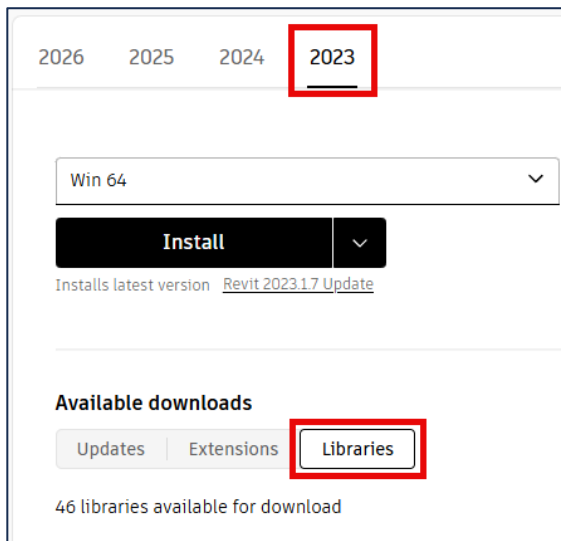 2026 2025 2024 2023
Win 64
Install
Installs latest version Revit 2023.1.7 Update
Available downloads
Updates Extensions Libraries
46 libraries available for download